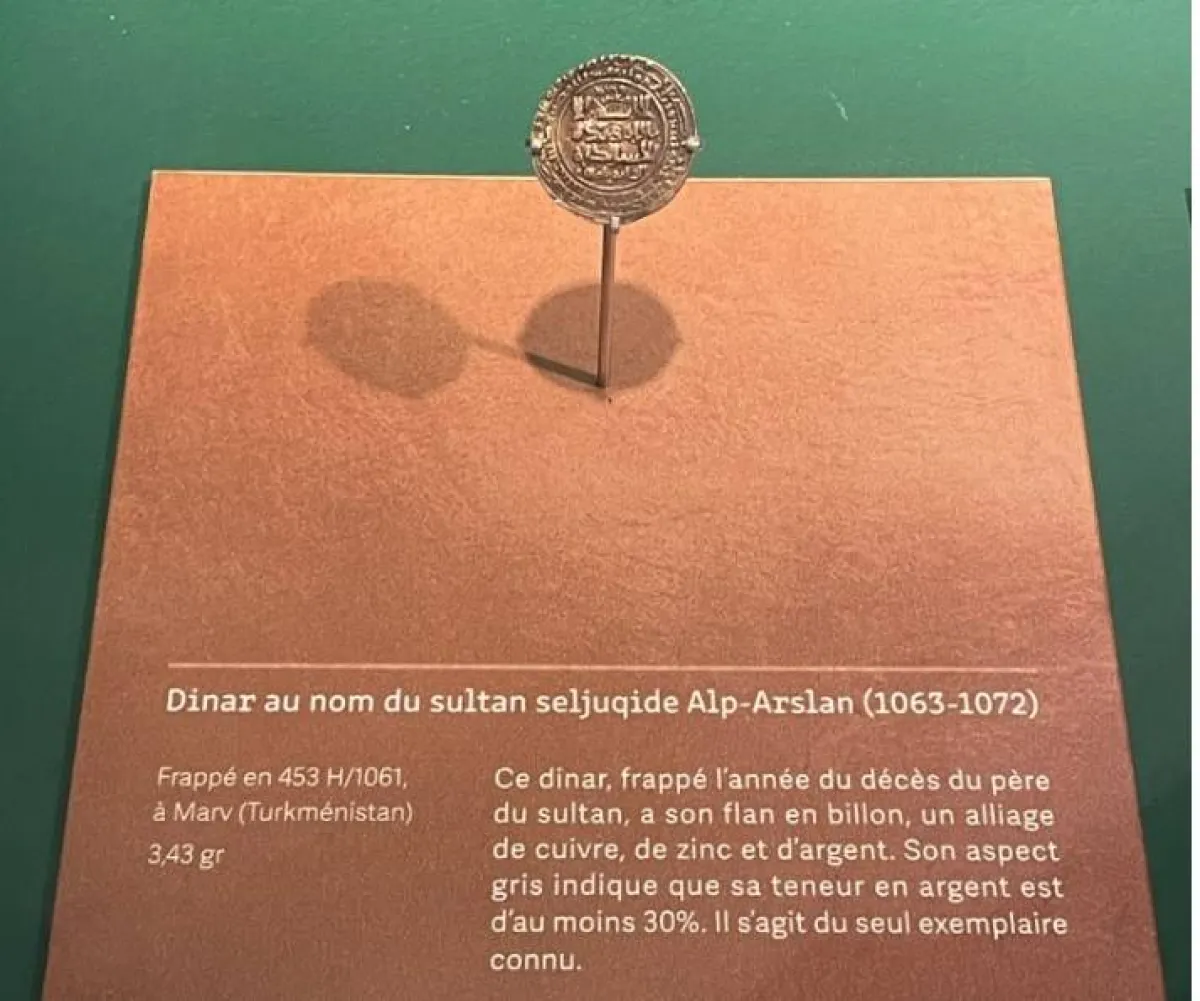 Dinar au nom du sultan seljuqide Alp-Arslan (1063-1072)
Frappé en 453 H/1061,
à Marv (Turkménistan)
3,43 gr
Ce dinar, frappé l'année du décès du père
du sultan, a son flan en billon, un alliage
de cuivre, de zinc et d'argent. Son aspect
gris indique que sa teneur en argent est
d'au moins 30%. Il s'agit du seul exemplaire
connu.